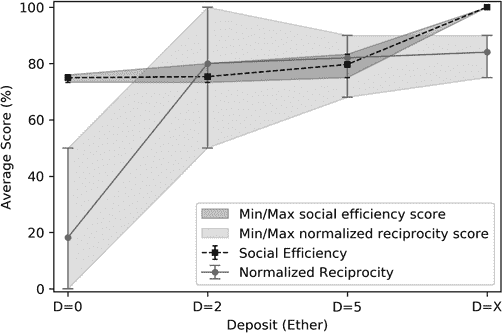 100
80
60
40
20
0
Average Score (%)
Min/Max social efficiency score
Min/Max normalized reciprocity score
Social Efficiency
Normalized Reciprocity
D=0 D=2 D=5 D=X
Deposit (Ether)